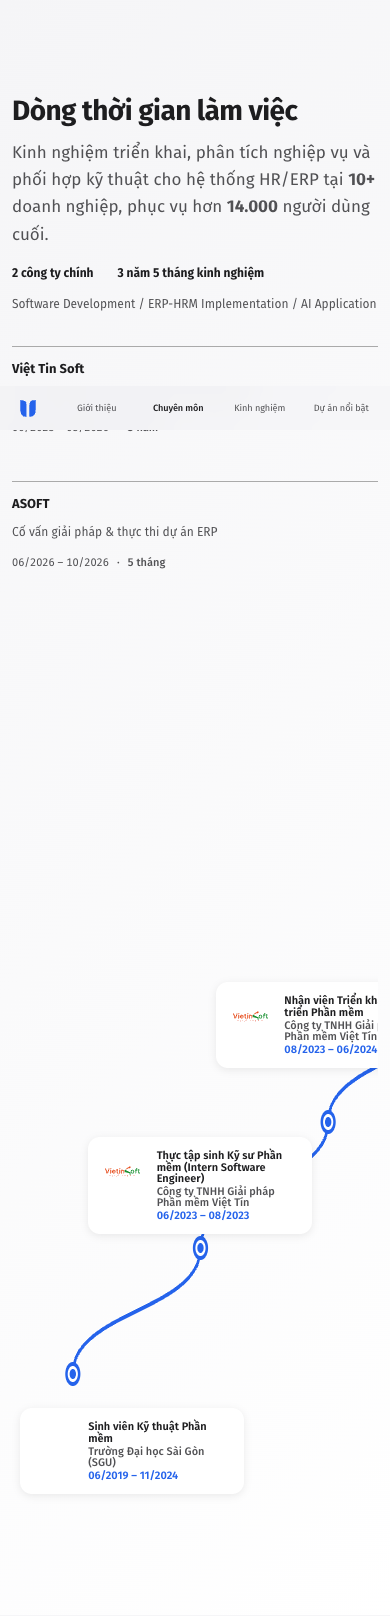 Dòng thời gian làm việc
Kinh nghiệm triển khai, phân tích nghiệp vụ và
phối hợp kỹ thuật cho hệ thống HR/ERP tại 10+
doanh nghiệp, phục vụ hơn 14.000 người dùng
cuối.
2 công ty chính 3 năm 5 tháng kinh nghiệm
Software Development / ERP-HRM Implementation / AI Application
Việt Tin Soft
Giới thiệu Chuyên môn Kinh nghiệm Dự án nổi bật
ASOFT
Cố vấn giải pháp & thực thi dự án ERP
06/2026 – 10/2026 · 5 tháng
VietinSoft
Nhận viên Triển kh
triển Phần mềm
Công ty TNHH Giải
Phần mềm Việt Tín
08/2023 – 06/2024
VietinSoft
Thực tập sinh Kỹ sư Phần
mềm (Intern Software
Engineer)
Công ty TNHH Giải pháp
Phần mềm Việt Tín
06/2023 – 08/2023
Sinh viên Kỹ thuật Phần
mềm
Trường Đại học Sài Gòn
(SGU)
06/2019 – 11/2024